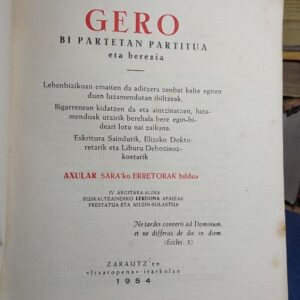 GERO
BI PARTETAN PARTITUA
eta berezia
Lehenbizikoan emaiten da aditzera zenbat kalte egiten
duen luzamendutan ibiltzeak.
Bigarrenean kidatzen da eta aintzinatzen, luza-
menduak utzirik berehala bere egin-bide-
ari lotu nai zaikana.
Eskritura Saindutik, Elizako Dokto-
retarik eta Liburu Debozinoz-
koetarik
AXULAR SARA'ko ERRETORAK bildua
IV ARGITARA-ALDIA
EUSKALTZAINDIKO LEKUONA APAIZAK
PRESTATUA ETA AITZIN-SOLASTUA
Ne tardes converti ad Dominum,
et ne differas de die in diem
(Eccles. 5)
ZARAUTZ'en
«Itxaropena»-irarkolan
1954